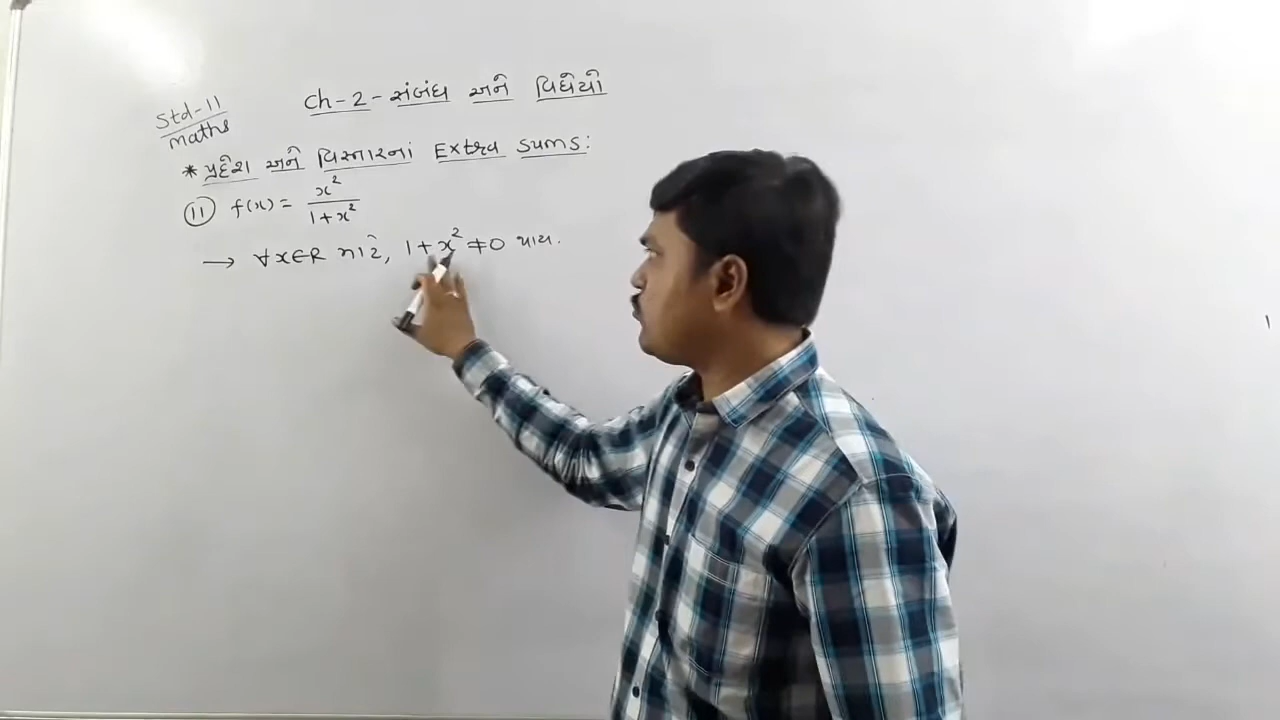 Std-11
maths
Ch-2-સંબંધ અને વિધેયો
* પ્રદેશ અને વિસ્તારનાં Extra Sums:
(11) f(x) = x²/(1+x²)
→ ∀x∈R માટે, 1+x² ≠0 થાય.